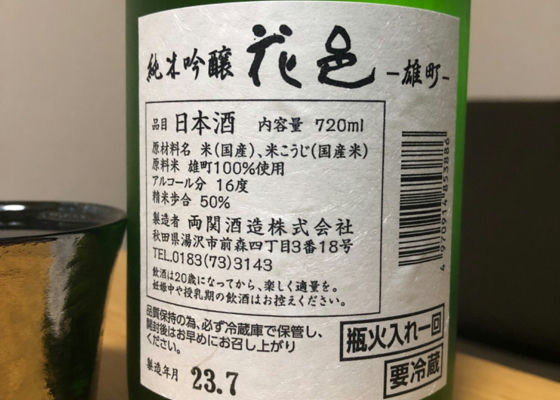 純米吟醸 花邑 -雄町-
品目 日本酒 内容量 720ml
原材料名 米(国産)、米こうじ(国産米)
原料米 雄町100%使用
アルコール分 16度
精米歩合 50%
製造者 両関酒造株式会社
秋田県湯沢市前森四丁目3番18号
TEL.0183(73)3143
飲酒は20歳になってから、楽しく適量を。
妊娠中や授乳期の飲酒はお控えください。
品質保持の為、必ず冷蔵庫で保管し、
開封後はお早めにお召し上がり
ください。
製造年月 23.7
瓶火入れ一回
要冷蔵
4970914853886